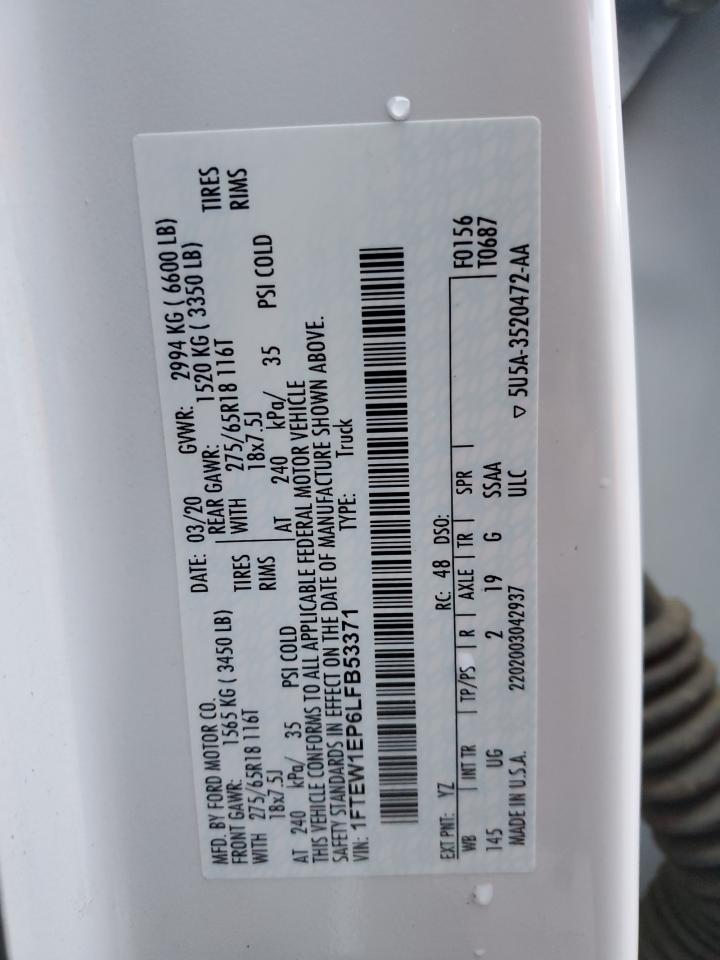 MFD. BY FORD MOTOR CO. DATE: 03/20 GVWR: 2994 KG ( 6600 LB)
FRONT GAWR: 1565 KG ( 3450 LB) REAR GAWR: 1520 KG ( 3350 LB)
WITH 275/65R18 116T TIRES WITH 275/65R18 116T TIRES
18x7.5J RIMS 18x7.5J RIMS
AT 240 kPa/ 35 PSI COLD AT 240 kPa/ 35 PSI COLD
THIS VEHICLE CONFORMS TO ALL APPLICABLE FEDERAL MOTOR VEHICLE
SAFETY STANDARDS IN EFFECT ON THE DATE OF MANUFACTURE SHOWN ABOVE.
VIN: 1FTEW1EP6LFB53371 TYPE: Truck
EXT PNT: YZ RC: 48 DSO: F0156
WB INT TR TP/PS R AXLE TR SPR T0687
145 UG 2 19 G SSAA
MADE IN U.S.A. 2202003042937 ULC ▽ 5U5A-3520472-AA